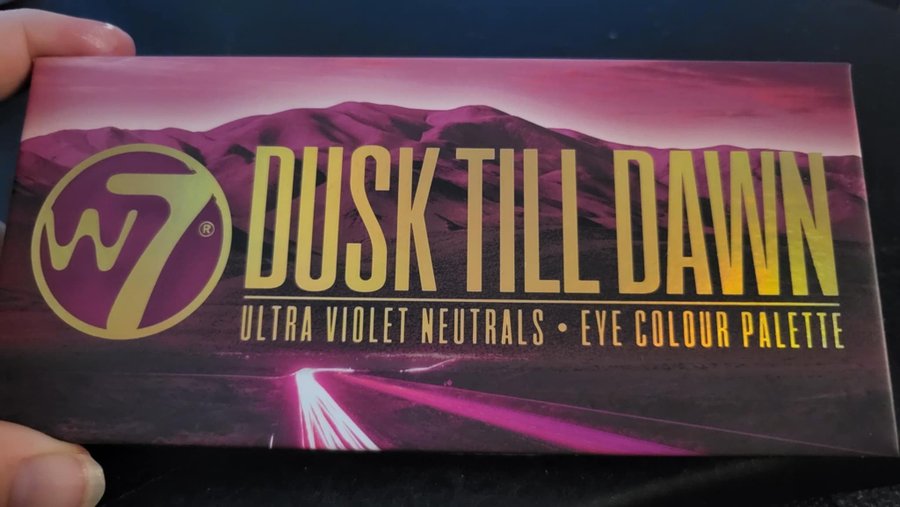 W7®
DUSK TILL DAWN
ULTRA VIOLET NEUTRALS • EYE COLOUR PALETTE